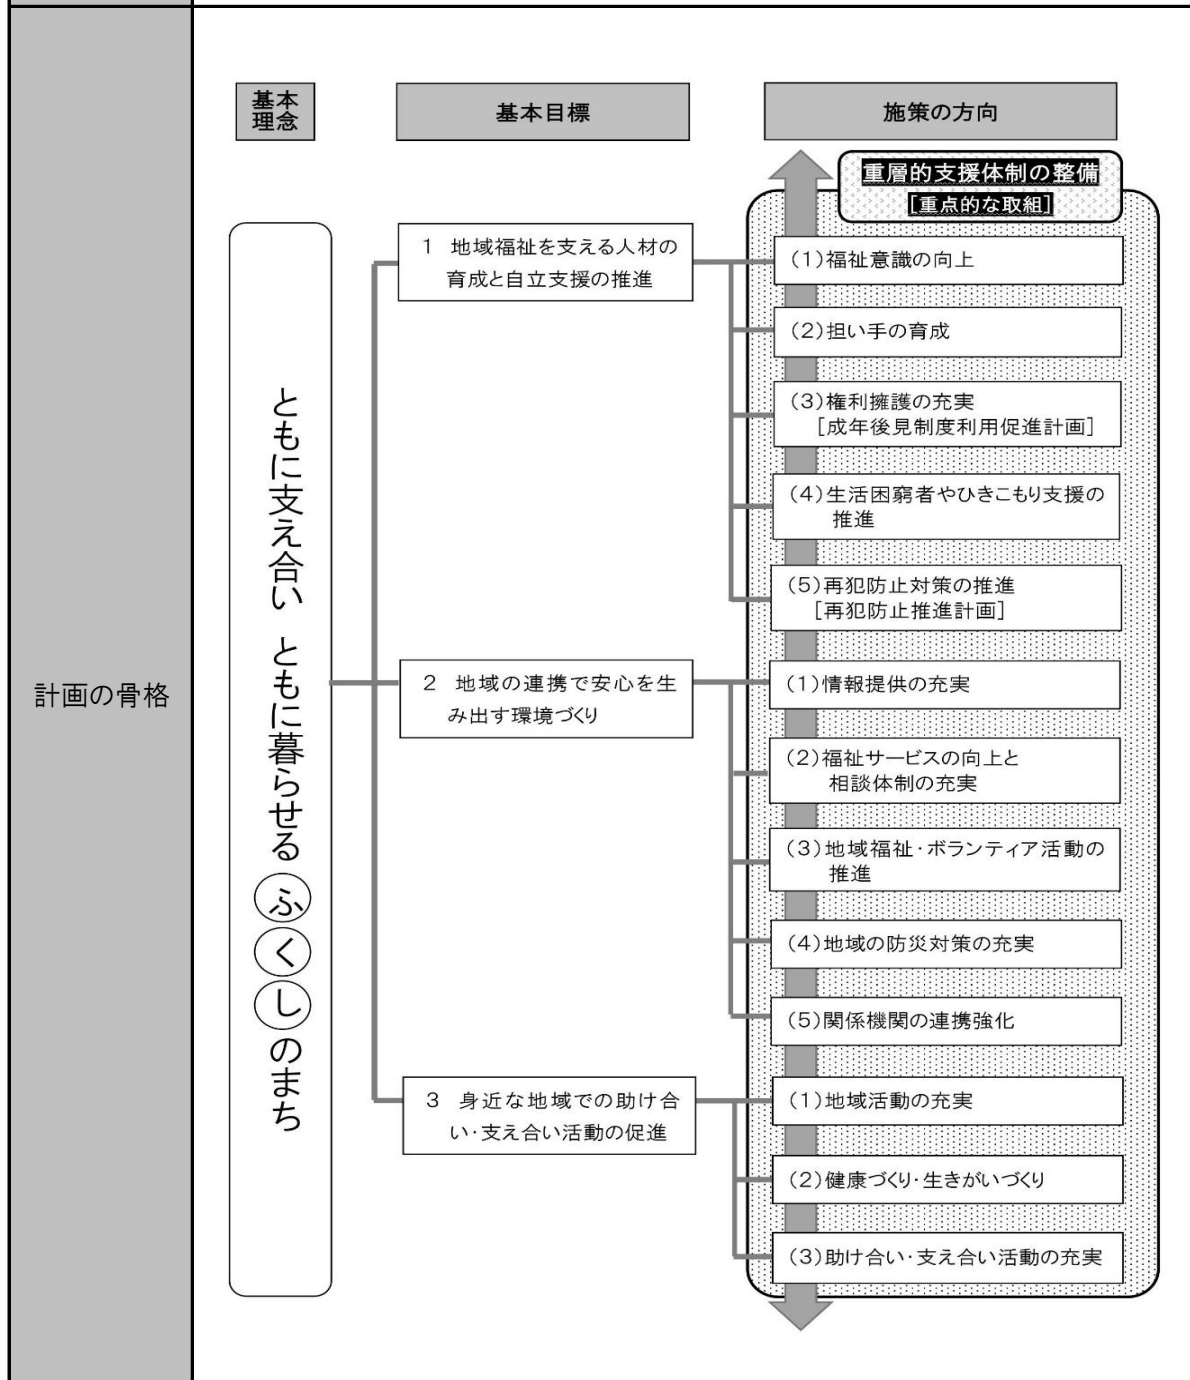 計画の骨格
基本
理念
基本目標
施策の方向
重層的支援体制の整備
[重点的な取組]
ともに支え合い ともに暮らせる ふくし のまち
1 地域福祉を支える人材の
育成と自立支援の推進
(1)福祉意識の向上
(2)担い手の育成
(3)権利擁護の充実
[成年後見制度利用促進計画]
(4)生活困窮者やひきこもり支援の
推進
(5)再犯防止対策の推進
[再犯防止推進計画]
2 地域の連携で安心を生
み出す環境づくり
(1)情報提供の充実
(2)福祉サービスの向上と
相談体制の充実
(3)地域福祉・ボランティア活動の
推進
(4)地域の防災対策の充実
(5)関係機関の連携強化
3 身近な地域での助け合
い・支え合い活動の促進
(1)地域活動の充実
(2)健康づくり・生きがいづくり
(3)助け合い・支え合い活動の充実